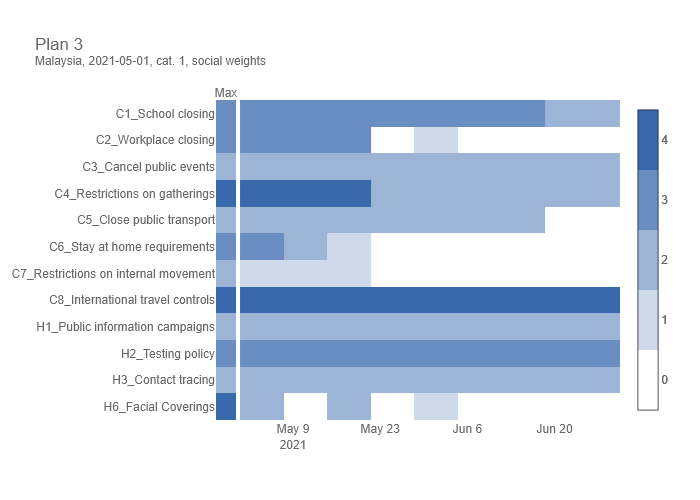 Plan 3
Malaysia, 2021-05-01, cat. 1, social weights
Max
C1_School closing
C2_Workplace closing
C3_Cancel public events
C4_Restrictions on gatherings
C5_Close public transport
C6_Stay at home requirements
C7_Restrictions on internal movement
C8_International travel controls
H1_Public information campaigns
H2_Testing policy
H3_Contact tracing
H6_Facial Coverings
May 9
2021
May 23
Jun 6
Jun 20
4
3
2
1
0